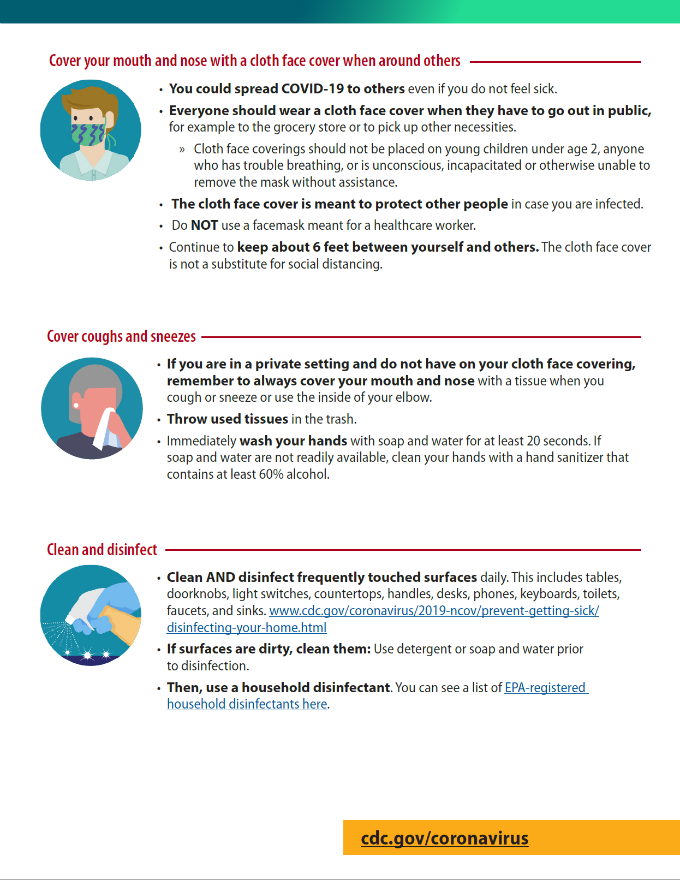 Cover your mouth and nose with a cloth face cover when around others
• You could spread COVID-19 to others even if you do not feel sick.
• Everyone should wear a cloth face cover when they have to go out in public,
for example to the grocery store or to pick up other necessities.
» Cloth face coverings should not be placed on young children under age 2, anyone
who has trouble breathing, or is unconscious, incapacitated or otherwise unable to
remove the mask without assistance.
• The cloth face cover is meant to protect other people in case you are infected.
• Do NOT use a facemask meant for a healthcare worker.
• Continue to keep about 6 feet between yourself and others. The cloth face cover
is not a substitute for social distancing.
Cover coughs and sneezes
• If you are in a private setting and do not have on your cloth face covering,
remember to always cover your mouth and nose with a tissue when you
cough or sneeze or use the inside of your elbow.
• Throw used tissues in the trash.
• Immediately wash your hands with soap and water for at least 20 seconds. If
soap and water are not readily available, clean your hands with a hand sanitizer that
contains at least 60% alcohol.
Clean and disinfect
• Clean AND disinfect frequently touched surfaces daily. This includes tables,
doorknobs, light switches, countertops, handles, desks, phones, keyboards, toilets,
faucets, and sinks. www.cdc.gov/coronavirus/2019-ncov/prevent-getting-sick/
disinfecting-your-home.html
• If surfaces are dirty, clean them: Use detergent or soap and water prior
to disinfection.
• Then, use a household disinfectant. You can see a list of EPA-registered
household disinfectants here.
cdc.gov/coronavirus